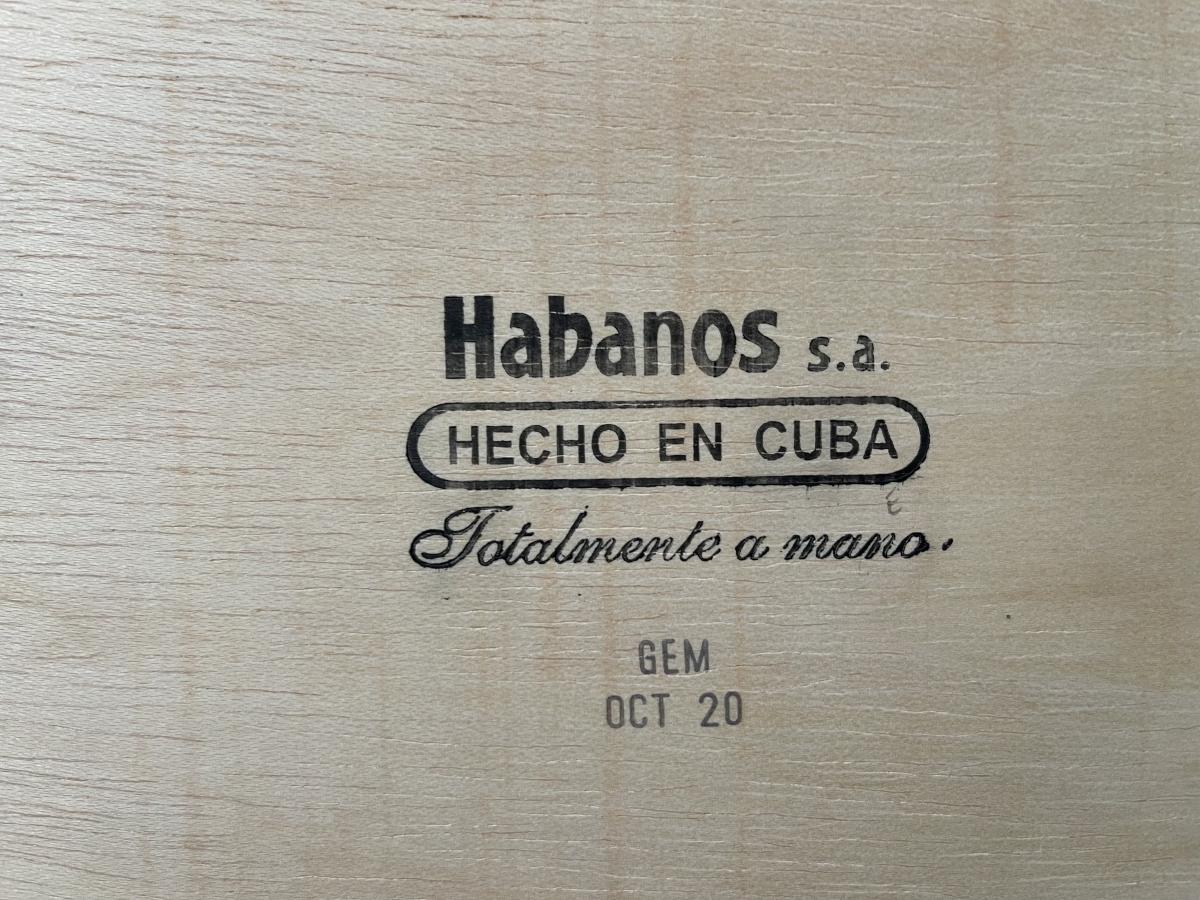 Habanos s.a.
HECHO EN CUBA
E
Totalmente a mano.
GEM
OCT 20